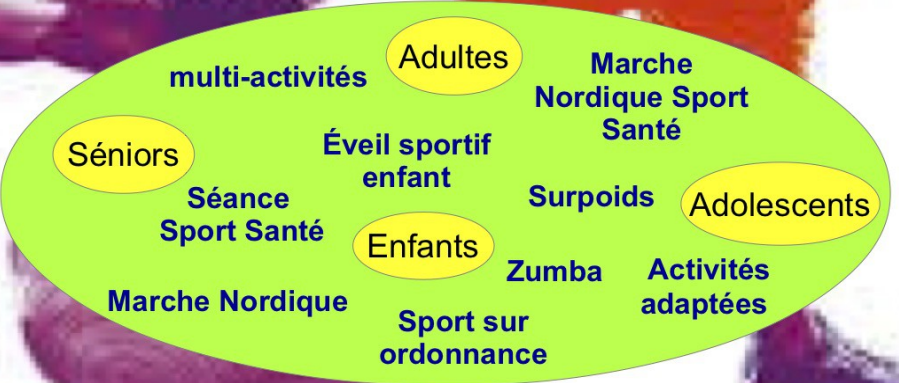 Adultes
multi-activités
Marche
Nordique Sport
Santé
Séniors
Éveil sportif
enfant
Séance
Sport Santé
Surpoids
Adolescents
Enfants
Zumba
Activités
adaptées
Marche Nordique
Sport sur
ordonnance